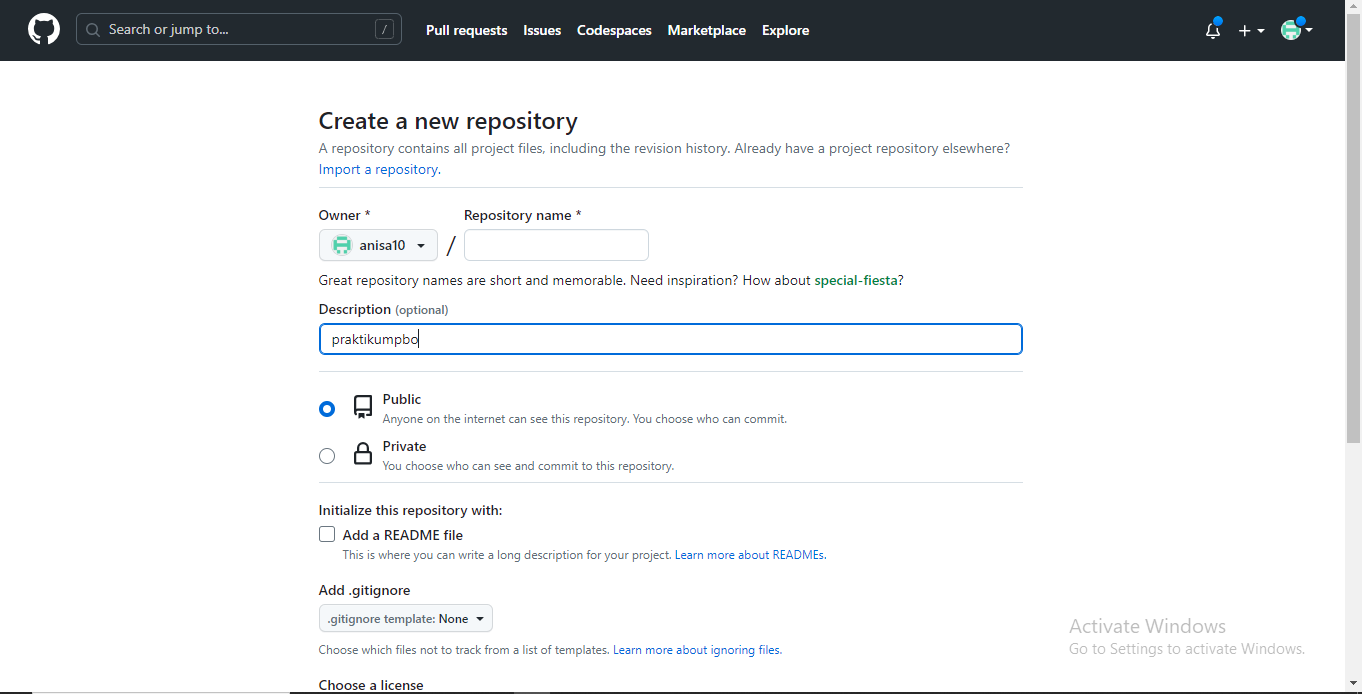 Search or jump to...
/
Pull requests
Issues
Codespaces
Marketplace
Explore
Create a new repository
A repository contains all project files, including the revision history. Already have a project repository elsewhere?
Import a repository.
Owner *
Repository name *
anisa10
/
Great repository names are short and memorable. Need inspiration? How about special-fiesta?
Description (optional)
praktikumpbo
Public
Anyone on the internet can see this repository. You choose who can commit.
Private
You choose who can see and commit to this repository.
Initialize this repository with:
Add a README file
This is where you can write a long description for your project. Learn more about READMEs.
Add .gitignore
.gitignore template: None
Choose which files not to track from a list of templates. Learn more about ignoring files.
Choose a license
Activate Windows
Go to Settings to activate Windows.